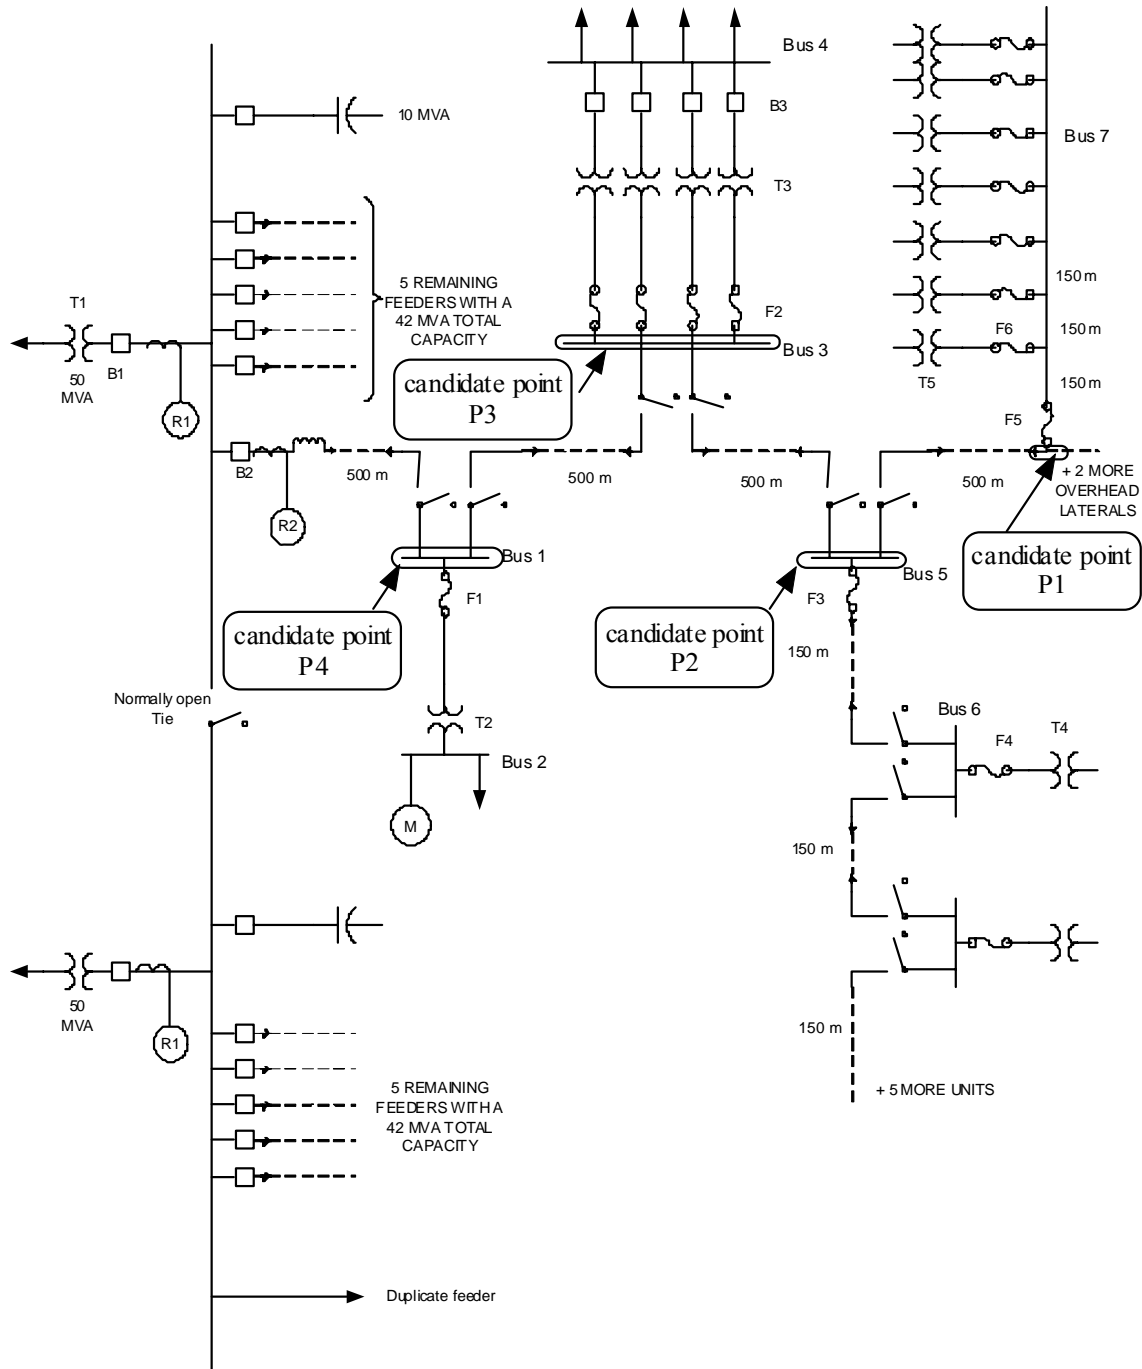 Bus 4
10 MVA
B3
Bus 7
T3
5 REMAINING
FEEDERS WITH A
42 MVA TOTAL
CAPACITY
150 m
T1
F2
F6
150 m
Bus 3
50
MVA
B1
candidate point
P3
T5
150 m
R1
F5
B2
500 m
500 m
500 m
500 m
+ 2 MORE
OVERHEAD
LATERALS
R2
Bus 1
candidate point
P1
F1
F3
Bus 5
candidate point
P4
candidate point
P2
150 m
Normally open
Tie
T2
Bus 6
F4
T4
Bus 2
M
150 m
50
MVA
R1
150 m
5 REMAINING
FEEDERS WITH A
42 MVA TOTAL
CAPACITY
+ 5 MORE UNITS
Duplicate feeder